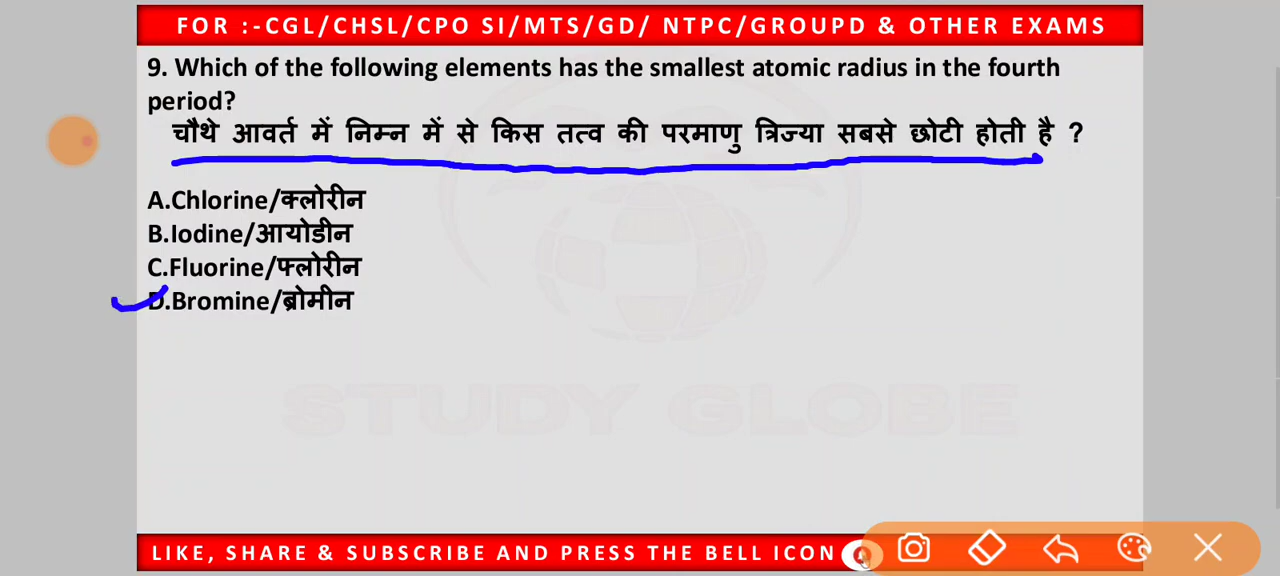 FOR :-CGL/CHSL/CPO SI/MTS/GD/ NTPC/GROUPD & OTHER EXAMS
9. Which of the following elements has the smallest atomic radius in the fourth
period?
चौथे आवर्त में निम्न में से किस तत्व की परमाणु त्रिज्या सबसे छोटी होती है ?
A.Chlorine/क्लोरीन
B.Iodine/आयोडीन
C.Fluorine/फ्लोरीन
D.Bromine/ब्रोमीन
STUDY GLOBE
LIKE, SHARE & SUBSCRIBE AND PRESS THE BELL ICON